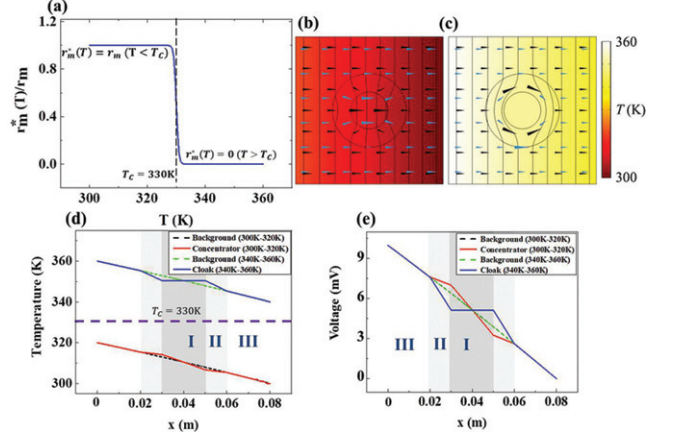 (a)
1.2
0.8
0.4
0.0
r*m(T)/rm
r*m(T) = rm (T < TC)
r*m(T) = 0 (T > TC)
TC = 330K
300
320
340
360
T (K)
(b)
(c)
360
T(K)
300
(d)
Background (300K-320K)
Concentrator (300K-320K)
Background (340K-360K)
Cloak (340K-360K)
Temperature (K)
360
340
320
300
TC = 330K
I
II
III
0
0.02
0.04
0.06
0.08
x (m)
(e)
Background (300K-320K)
Concentrator (300K-320K)
Background (340K-360K)
Cloak (340K-360K)
Voltage (mV)
9
6
3
0
III
II
I
0
0.02
0.04
0.06
0.08
x (m)